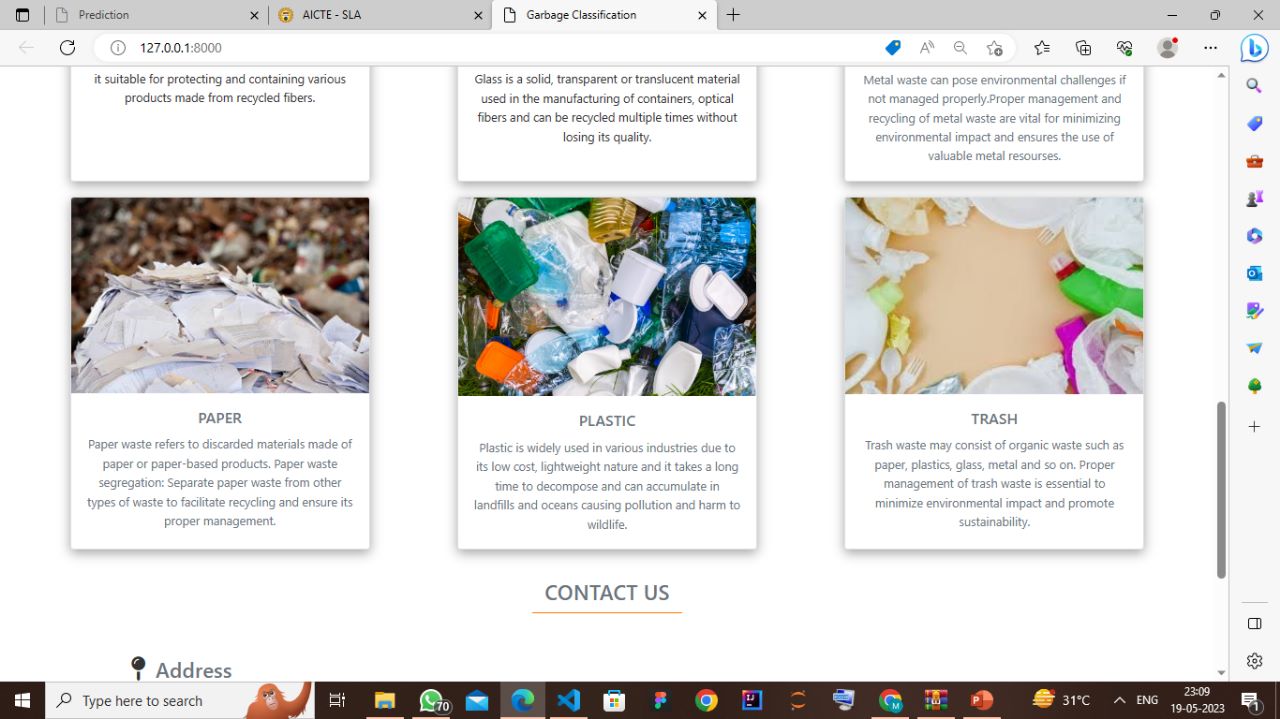 Prediction
AICTE - SLA
Garbage Classification
127.0.0.1:8000
it suitable for protecting and containing various
products made from recycled fibers.
Glass is a solid, transparent or translucent material
used in the manufacturing of containers, optical
fibers and can be recycled multiple times without
losing its quality.
Metal waste can pose environmental challenges if
not managed properly.Proper management and
recycling of metal waste are vital for minimizing
environmental impact and ensures the use of
valuable metal resourses.
PAPER
Paper waste refers to discarded materials made of
paper or paper-based products. Paper waste
segregation: Separate paper waste from other
types of waste to facilitate recycling and ensure its
proper management.
PLASTIC
Plastic is widely used in various industries due to
its low cost, lightweight nature and it takes a long
time to decompose and can accumulate in
landfills and oceans causing pollution and harm to
wildlife.
TRASH
Trash waste may consist of organic waste such as
paper, plastics, glass, metal and so on. Proper
management of trash waste is essential to
minimize environmental impact and promote
sustainability.
CONTACT US
Address
Type here to search
70
31°C
ENG
23:09
19-05-2023
1